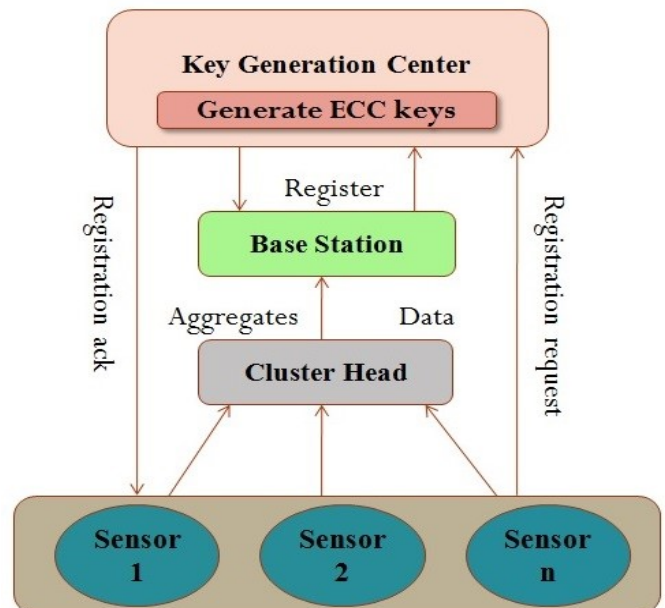 Key Generation Center
Generate ECC keys
Register
Registration ack
Registration request
Base Station
Aggregates Data
Cluster Head
Sensor
1
Sensor
2
Sensor
n